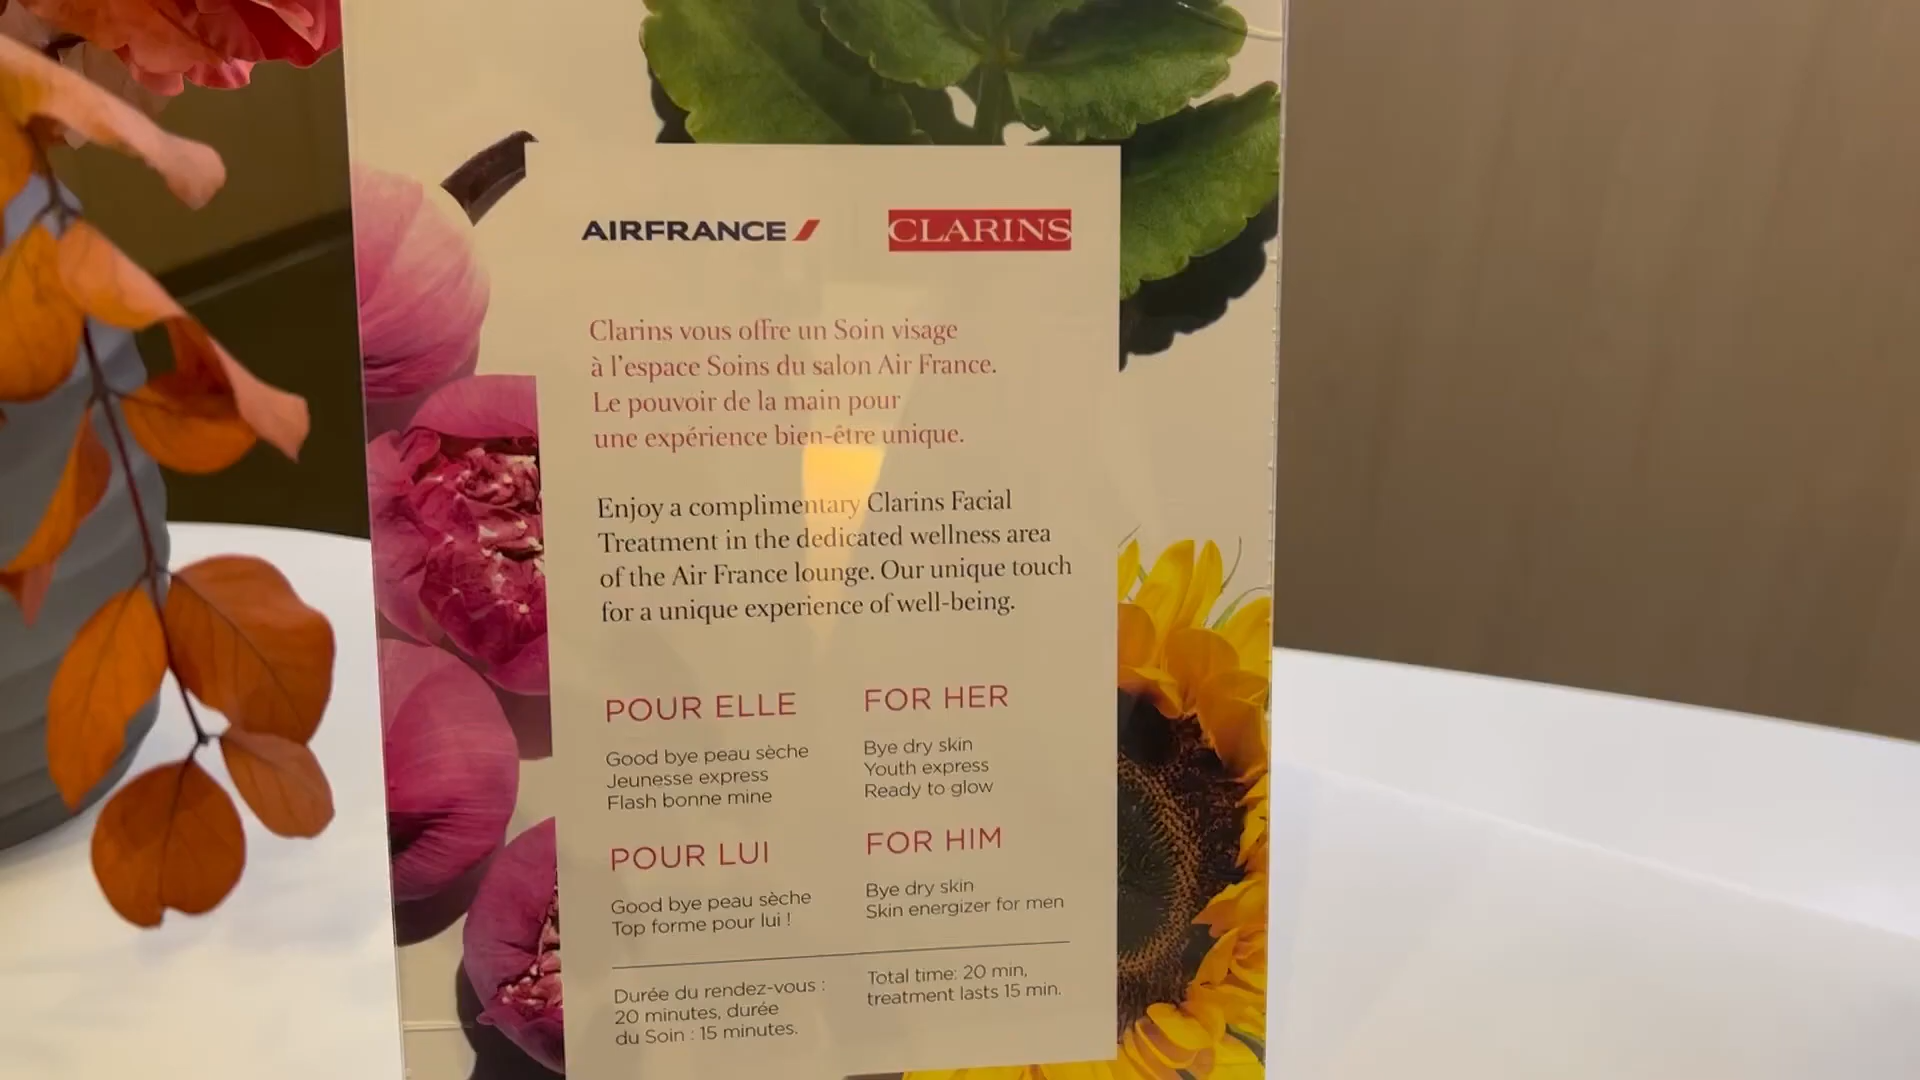 AIRFRANCE
CLARINS
Clarins vous offre un Soin visage
à l'espace Soins du salon Air France.
Le pouvoir de la main pour
une expérience bien-être unique.
Enjoy a complimentary Clarins Facial
Treatment in the dedicated wellness area
of the Air France lounge. Our unique touch
for a unique experience of well-being.
POUR ELLE
Good bye peau sèche
Jeunesse express
Flash bonne mine
FOR HER
Bye dry skin
Youth express
Ready to glow
POUR LUI
Good bye peau sèche
Top forme pour lui !
FOR HIM
Bye dry skin
Skin energizer for men
Durée du rendez-vous :
20 minutes, durée
du Soin : 15 minutes.
Total time: 20 min,
treatment lasts 15 min.